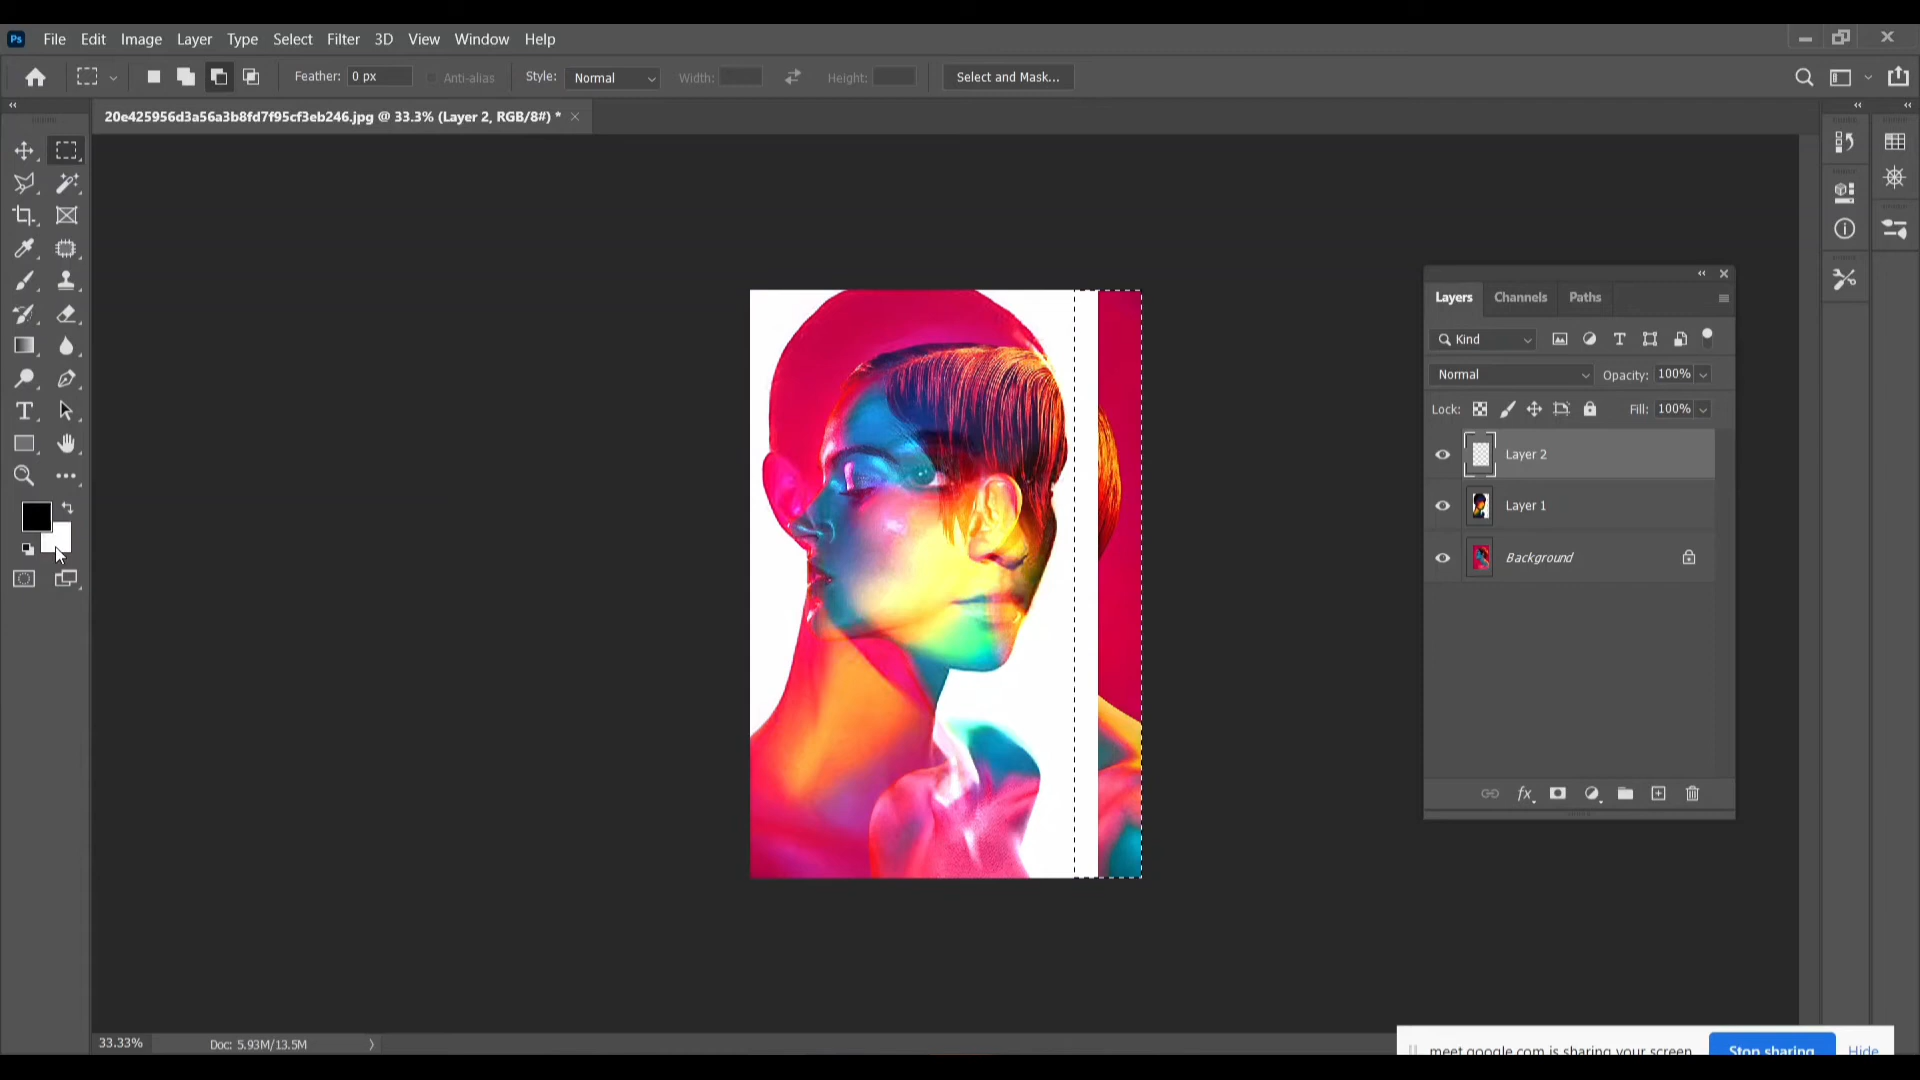 Ps File Edit Image Layer Type Select Filter 3D View Window Help
Feather: 0 px Anti-alias Style: Normal Width: Height: Select and Mask...
20e425956d3a56a3b8fd7f95cf3eb246.jpg @ 33.3% (Layer 2, RGB/8#) *
Layers Channels Paths
Kind
Normal Opacity: 100%
Lock: Fill: 100%
Layer 2
Layer 1
Background
33.33% Doc: 5.93M/13.5M
meet.google.com is sharing your screen. Stop sharing Hide